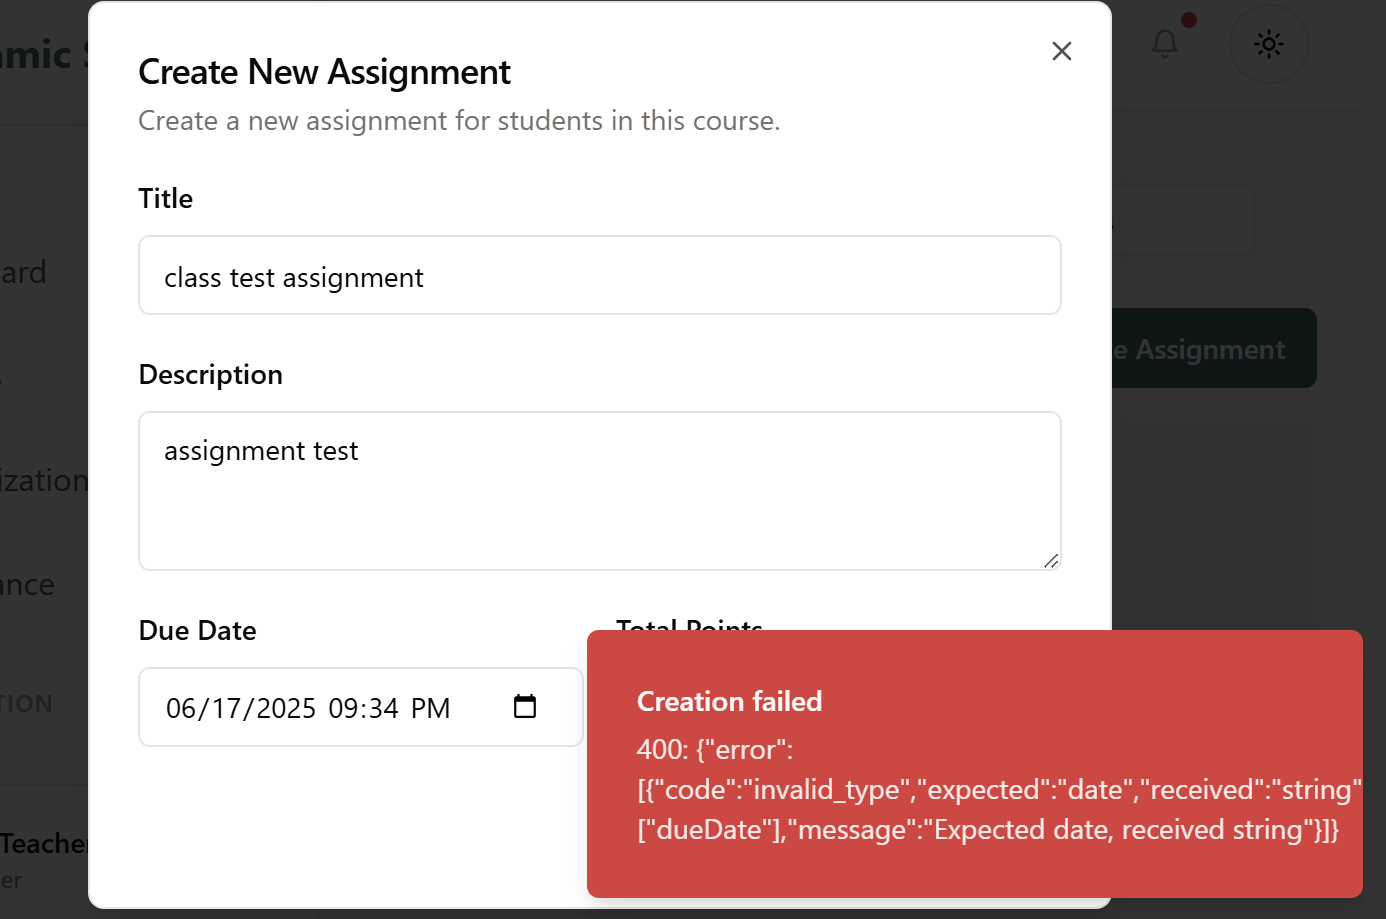 amic S
Create New Assignment
Create a new assignment for students in this course.
Title
class test assignment
ard
e Assignment
Description
assignment test
ization
ance
Due Date
Total Points
06/17/2025 09:34 PM
TION
Creation failed
400: {"error":
[{"code":"invalid_type","expected":"date","received":"string"
["dueDate"],"message":"Expected date, received string"}]}
Teacher
er